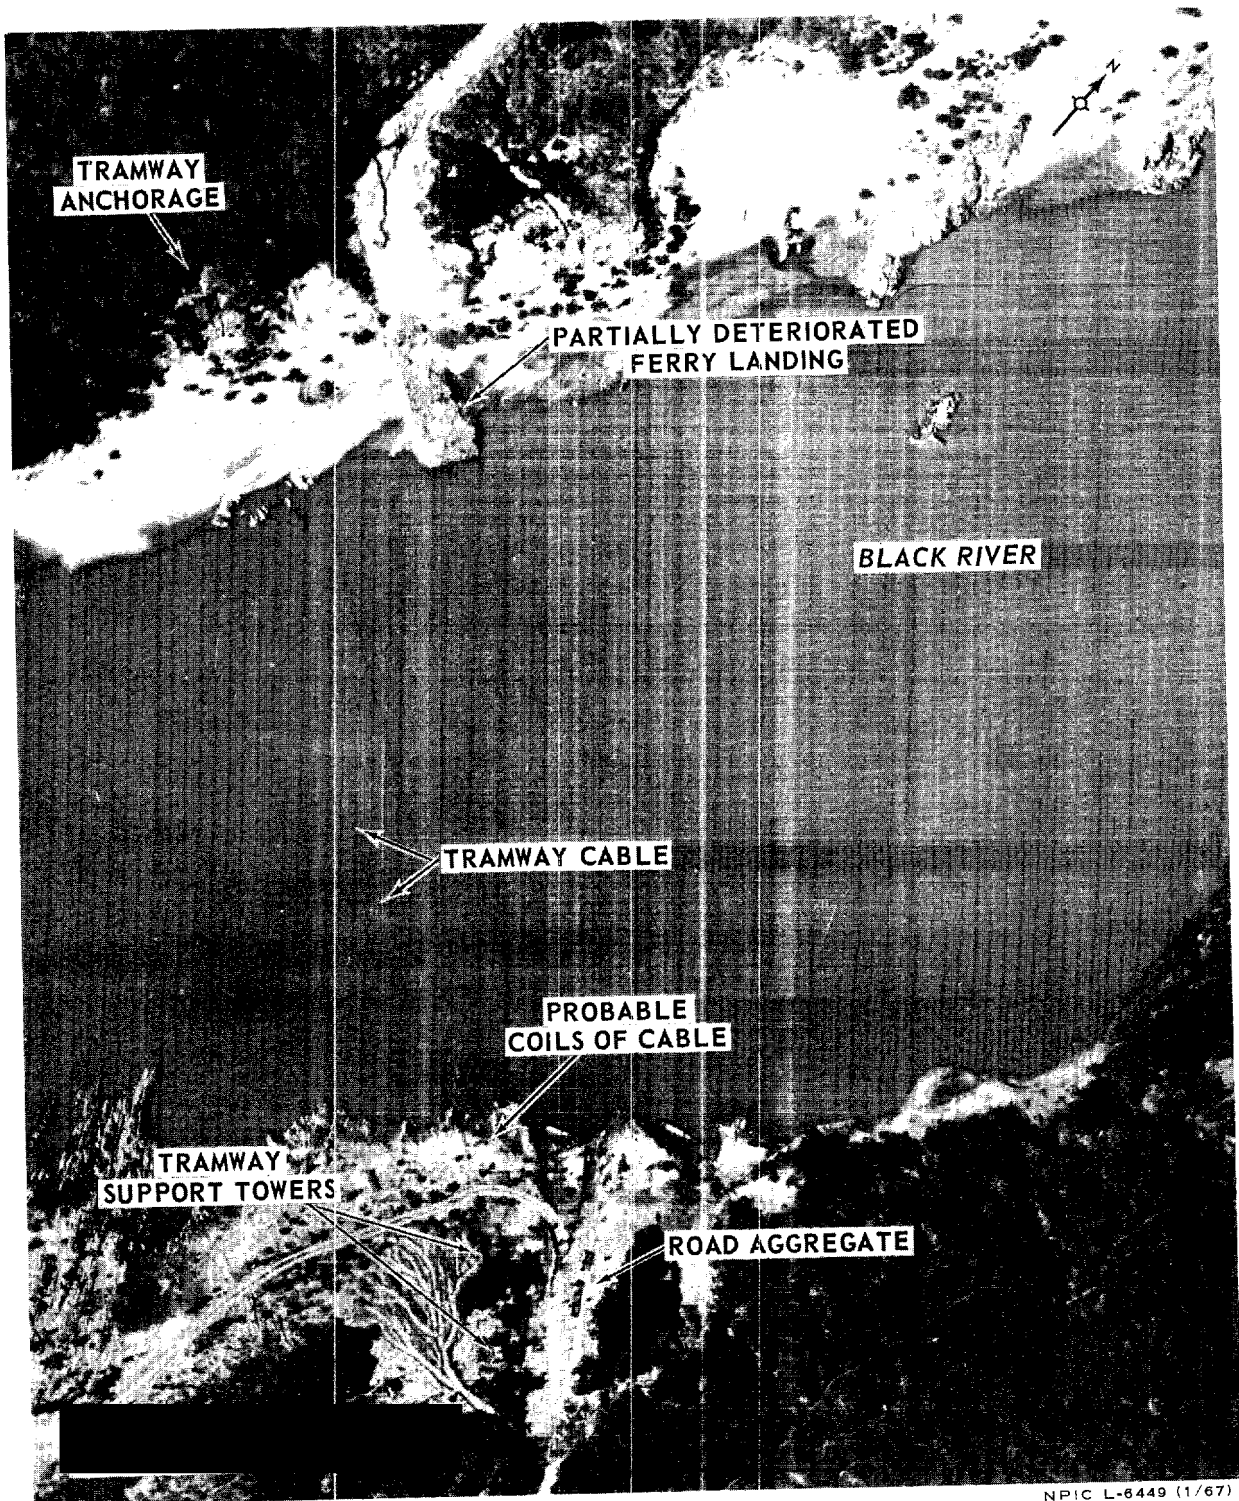 N
TRAMWAY
ANCHORAGE
PARTIALLY DETERIORATED
FERRY LANDING
BLACK RIVER
TRAMWAY CABLE
PROBABLE
COILS OF CABLE
TRAMWAY
SUPPORT TOWERS
ROAD AGGREGATE
NPIC L-6449 (1/67)